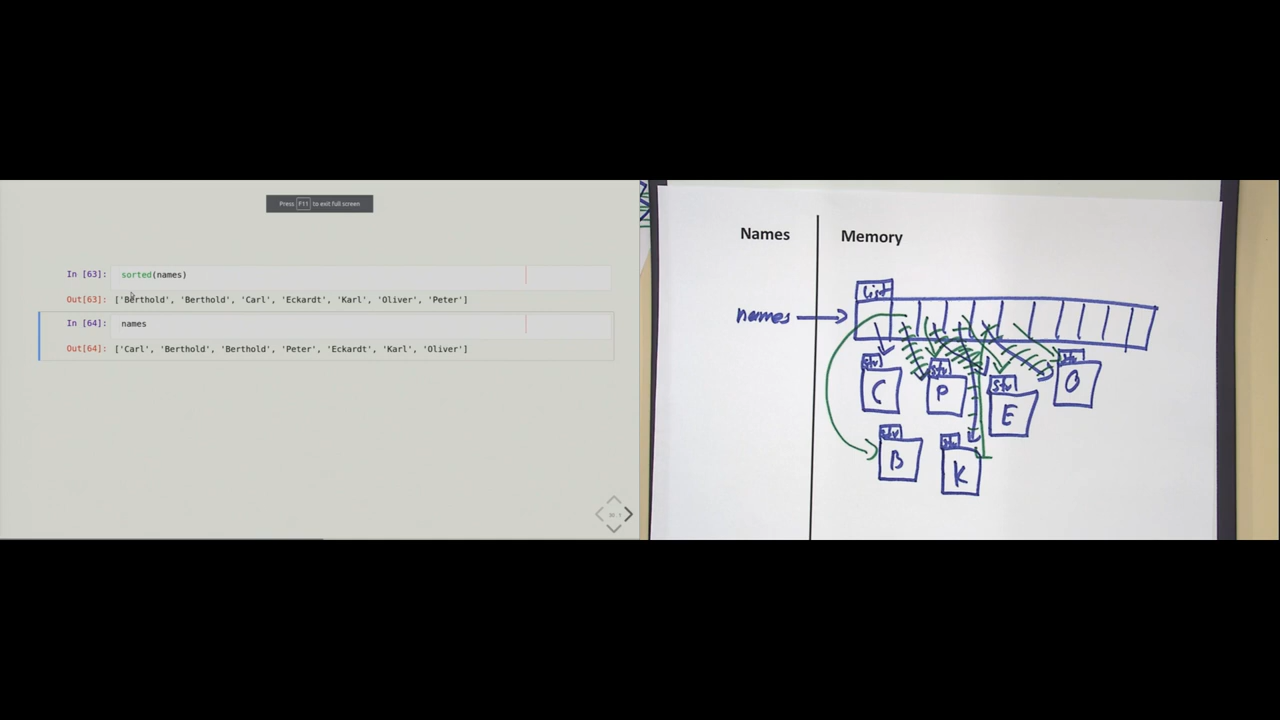 Press F11 to exit full screen
In [63]: sorted(names)
Out[63]: ['Berthold', 'Berthold', 'Carl', 'Eckardt', 'Karl', 'Oliver', 'Peter']
In [64]: names
Out[64]: ['Carl', 'Berthold', 'Berthold', 'Peter', 'Eckardt', 'Karl', 'Oliver']
Names Memory
list
names
str str str str
C P E O
str str
B K